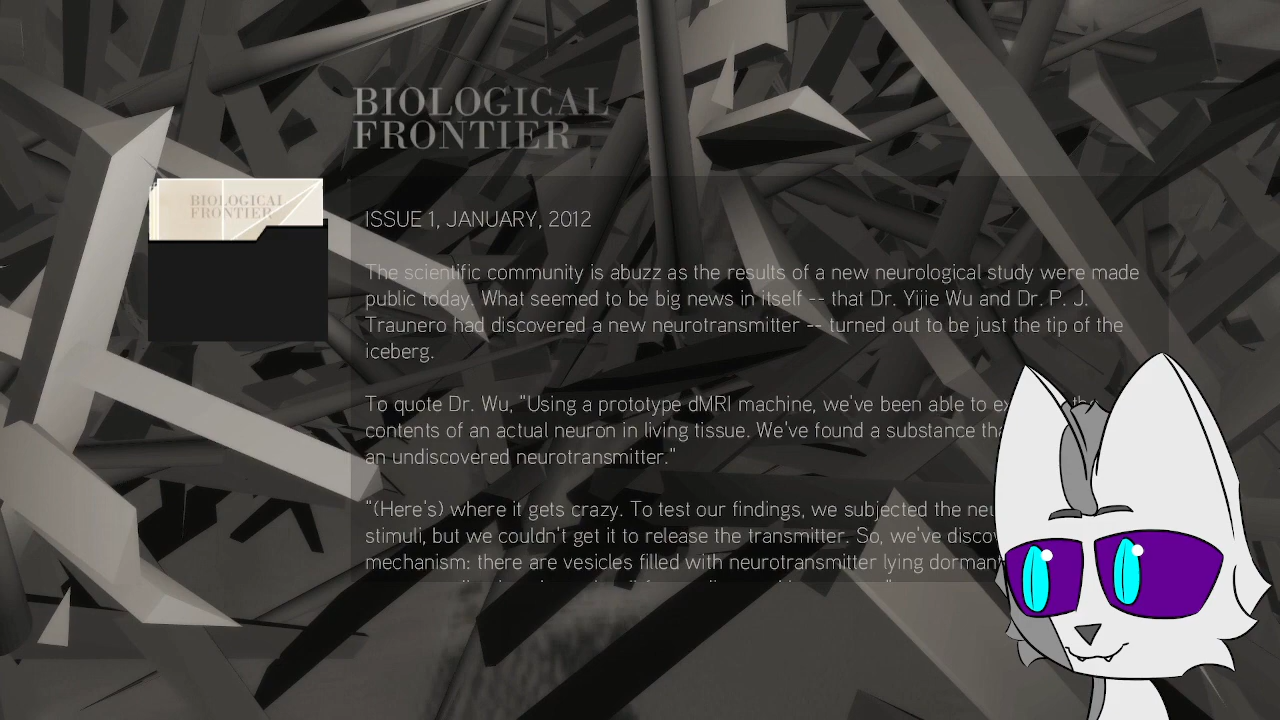 BIOLOGICAL
FRONTIER
BIOLOGICAL
FRONTIER
ISSUE 1, JANUARY, 2012
The scientific community is abuzz as the results of a new neurological study were made
public today. What seemed to be big news in itself -- that Dr. Yijie Wu and Dr. P. J.
Traunero had discovered a new neurotransmitter -- turned out to be just the tip of the
iceberg.
To quote Dr. Wu, "Using a prototype dMRI machine, we've been able to
contents of an actual neuron in living tissue. We've found a substance
an undiscovered neurotransmitter."
"(Here's) where it gets crazy. To test our findings, we subjected the
stimuli, but we couldn't get it to release the transmitter. So, we've
mechanism: there are vesicles filled with neurotransmitter lying dormant